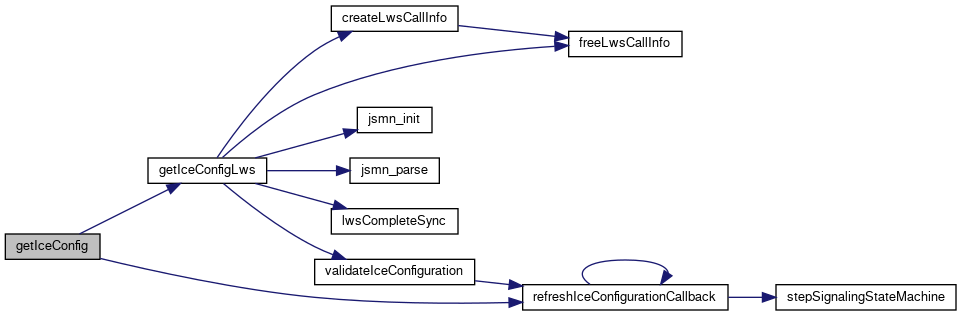 createLwsCallInfo
freeLwsCallInfo
jsmn_init
getIceConfigLws
jsmn_parse
lwsCompleteSync
getIceConfig
validateIceConfiguration
refreshIceConfigurationCallback
stepSignalingStateMachine